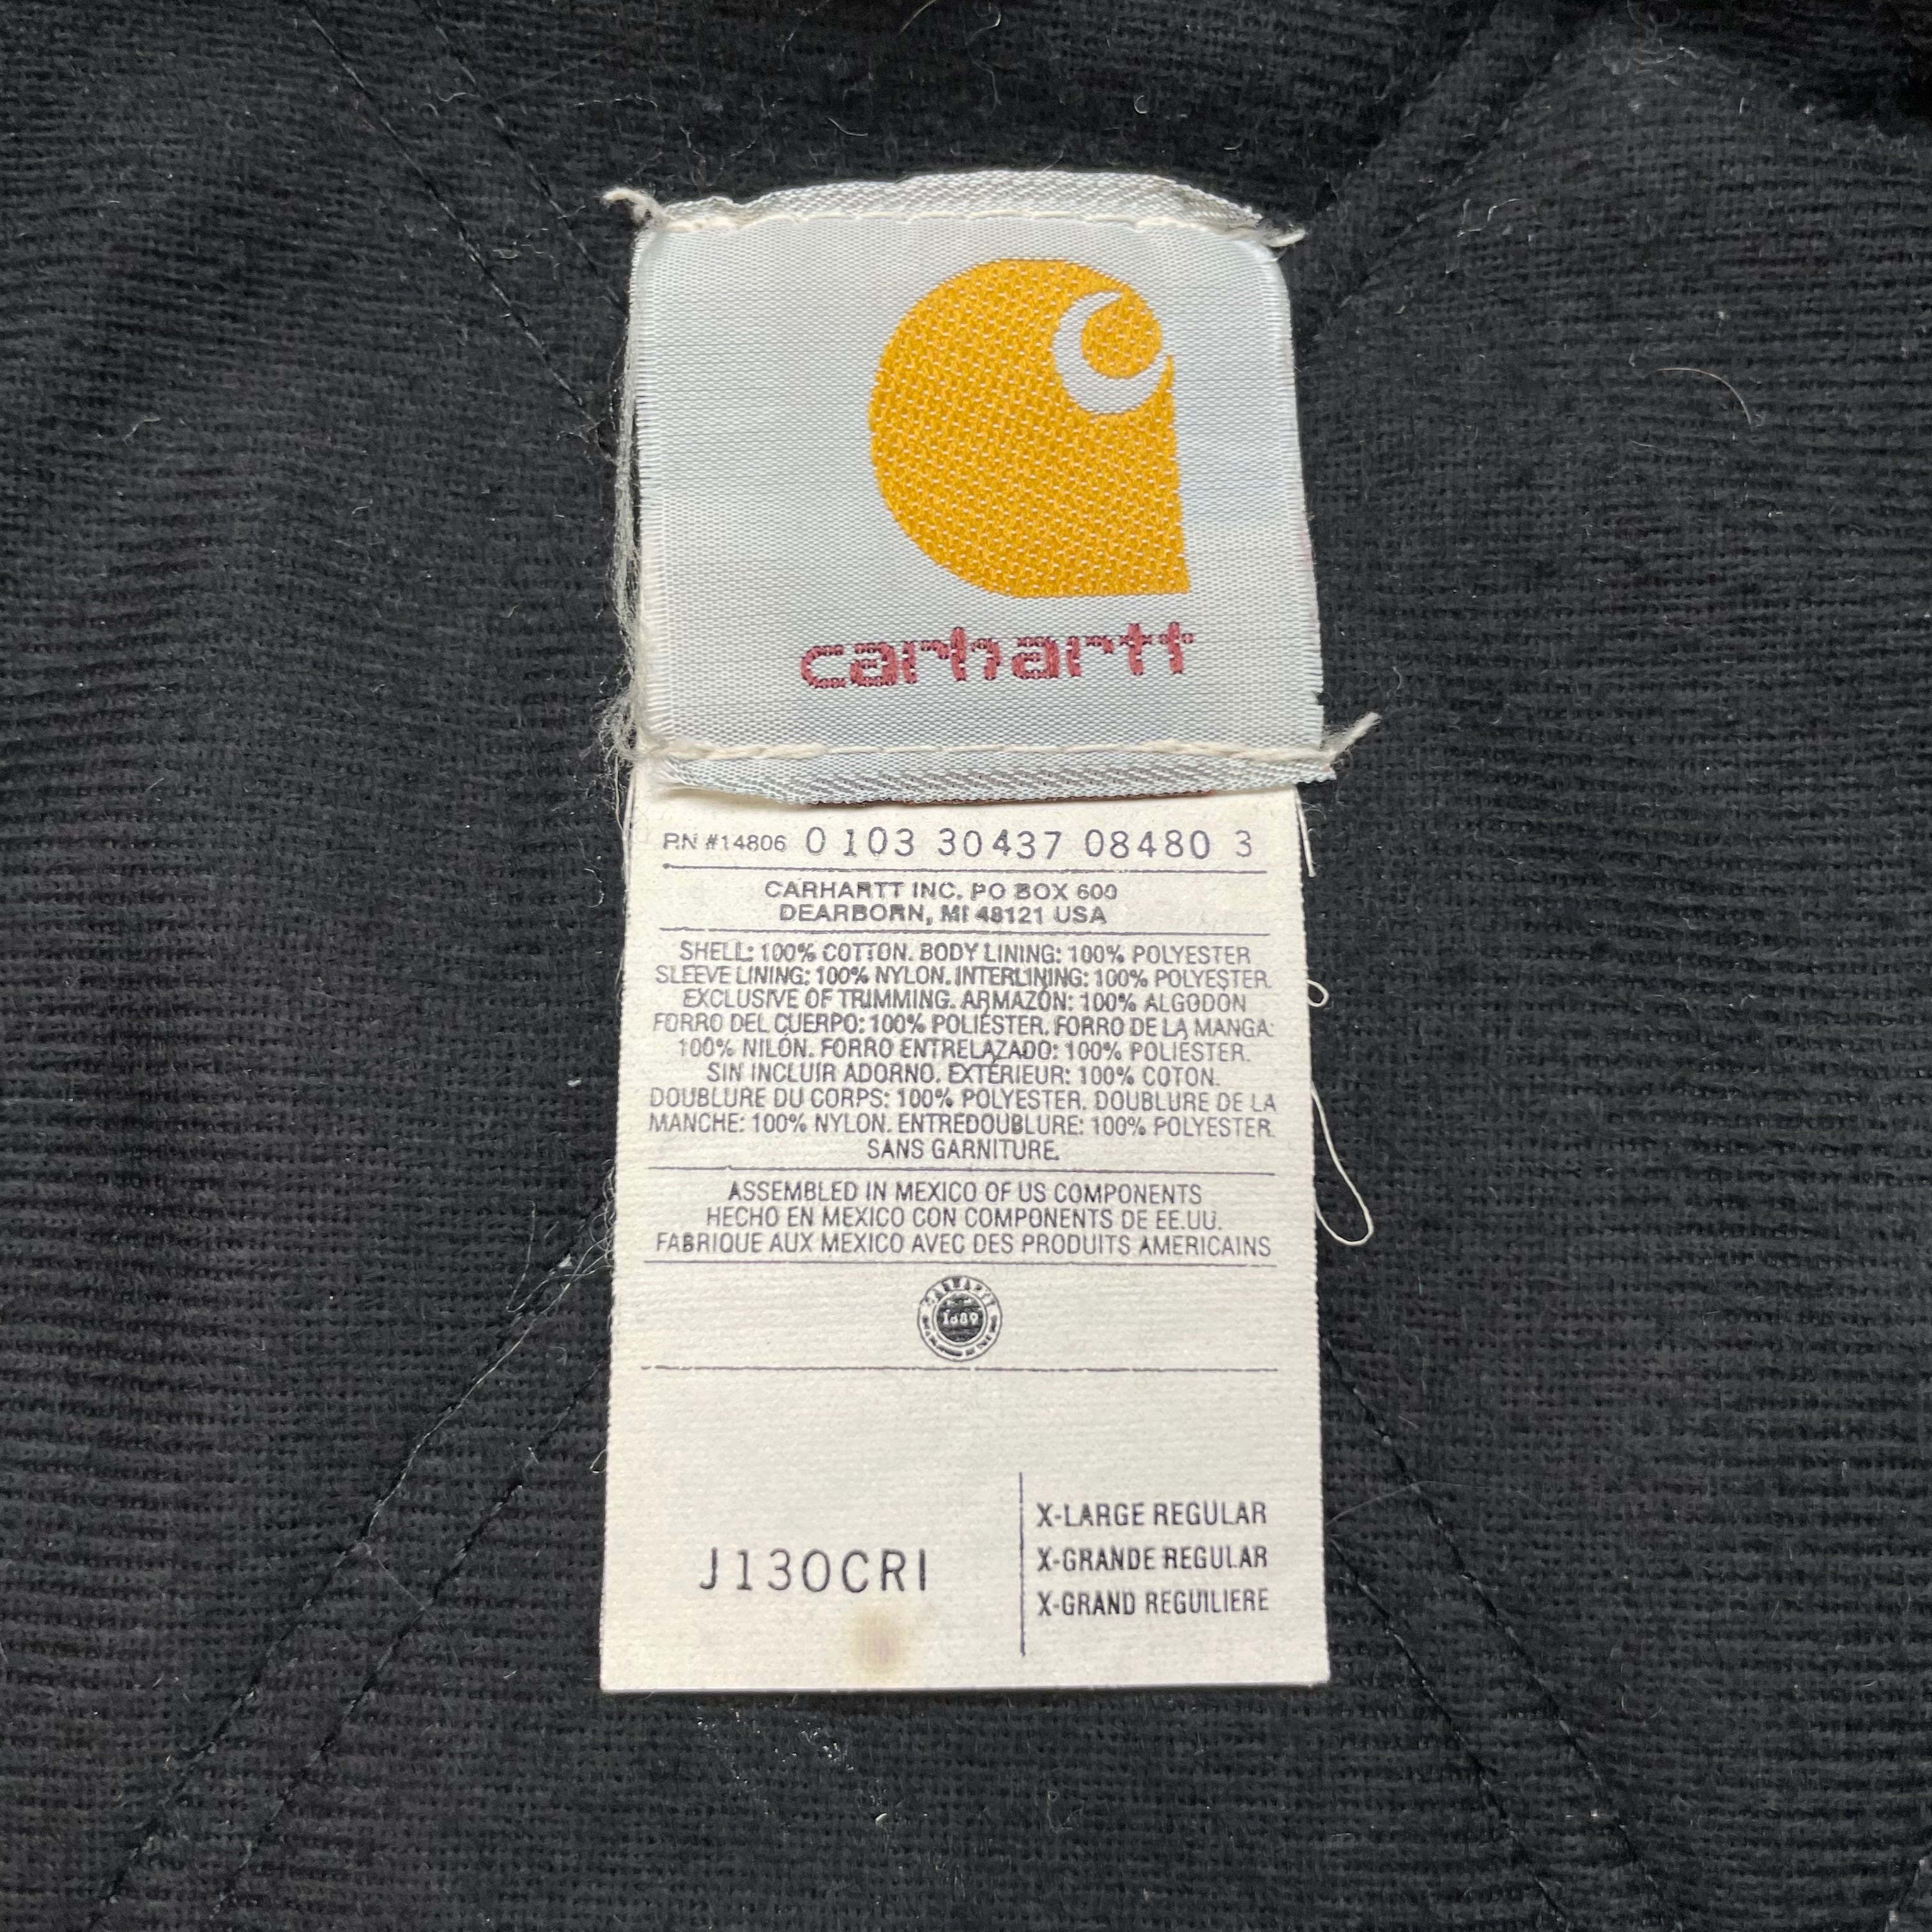 carhartt
RN #14806 0 103 30437 08480 3
CARHARTT INC. PO BOX 600
DEARBORN, MI 48121 USA
SHELL: 100% COTTON. BODY LINING: 100% POLYESTER
SLEEVE LINING: 100% NYLON. INTERLINING: 100% POLYESTER.
EXCLUSIVE OF TRIMMING. ARMAZÓN: 100% ALGODON
FORRO DEL CUERPO: 100% POLIÉSTER. FORRO DE LA MANGA:
100% NILÓN. FORRO ENTRELAZADO: 100% POLIÉSTER.
SIN INCLUIR ADORNO. EXTÉRIEUR: 100% COTON.
DOUBLURE DU CORPS: 100% POLYESTER. DOUBLURE DE LA
MANCHE: 100% NYLON. ENTREDOUBLURE: 100% POLYESTER.
SANS GARNITURE.
ASSEMBLED IN MEXICO OF US COMPONENTS
HECHO EN MEXICO CON COMPONENTS DE EE.UU.
FABRIQUE AUX MEXICO AVEC DES PRODUITS AMERICAINS
CARHARTT
1889
J130CRI
X-LARGE REGULAR
X-GRANDE REGULAR
X-GRAND REGUILIERE